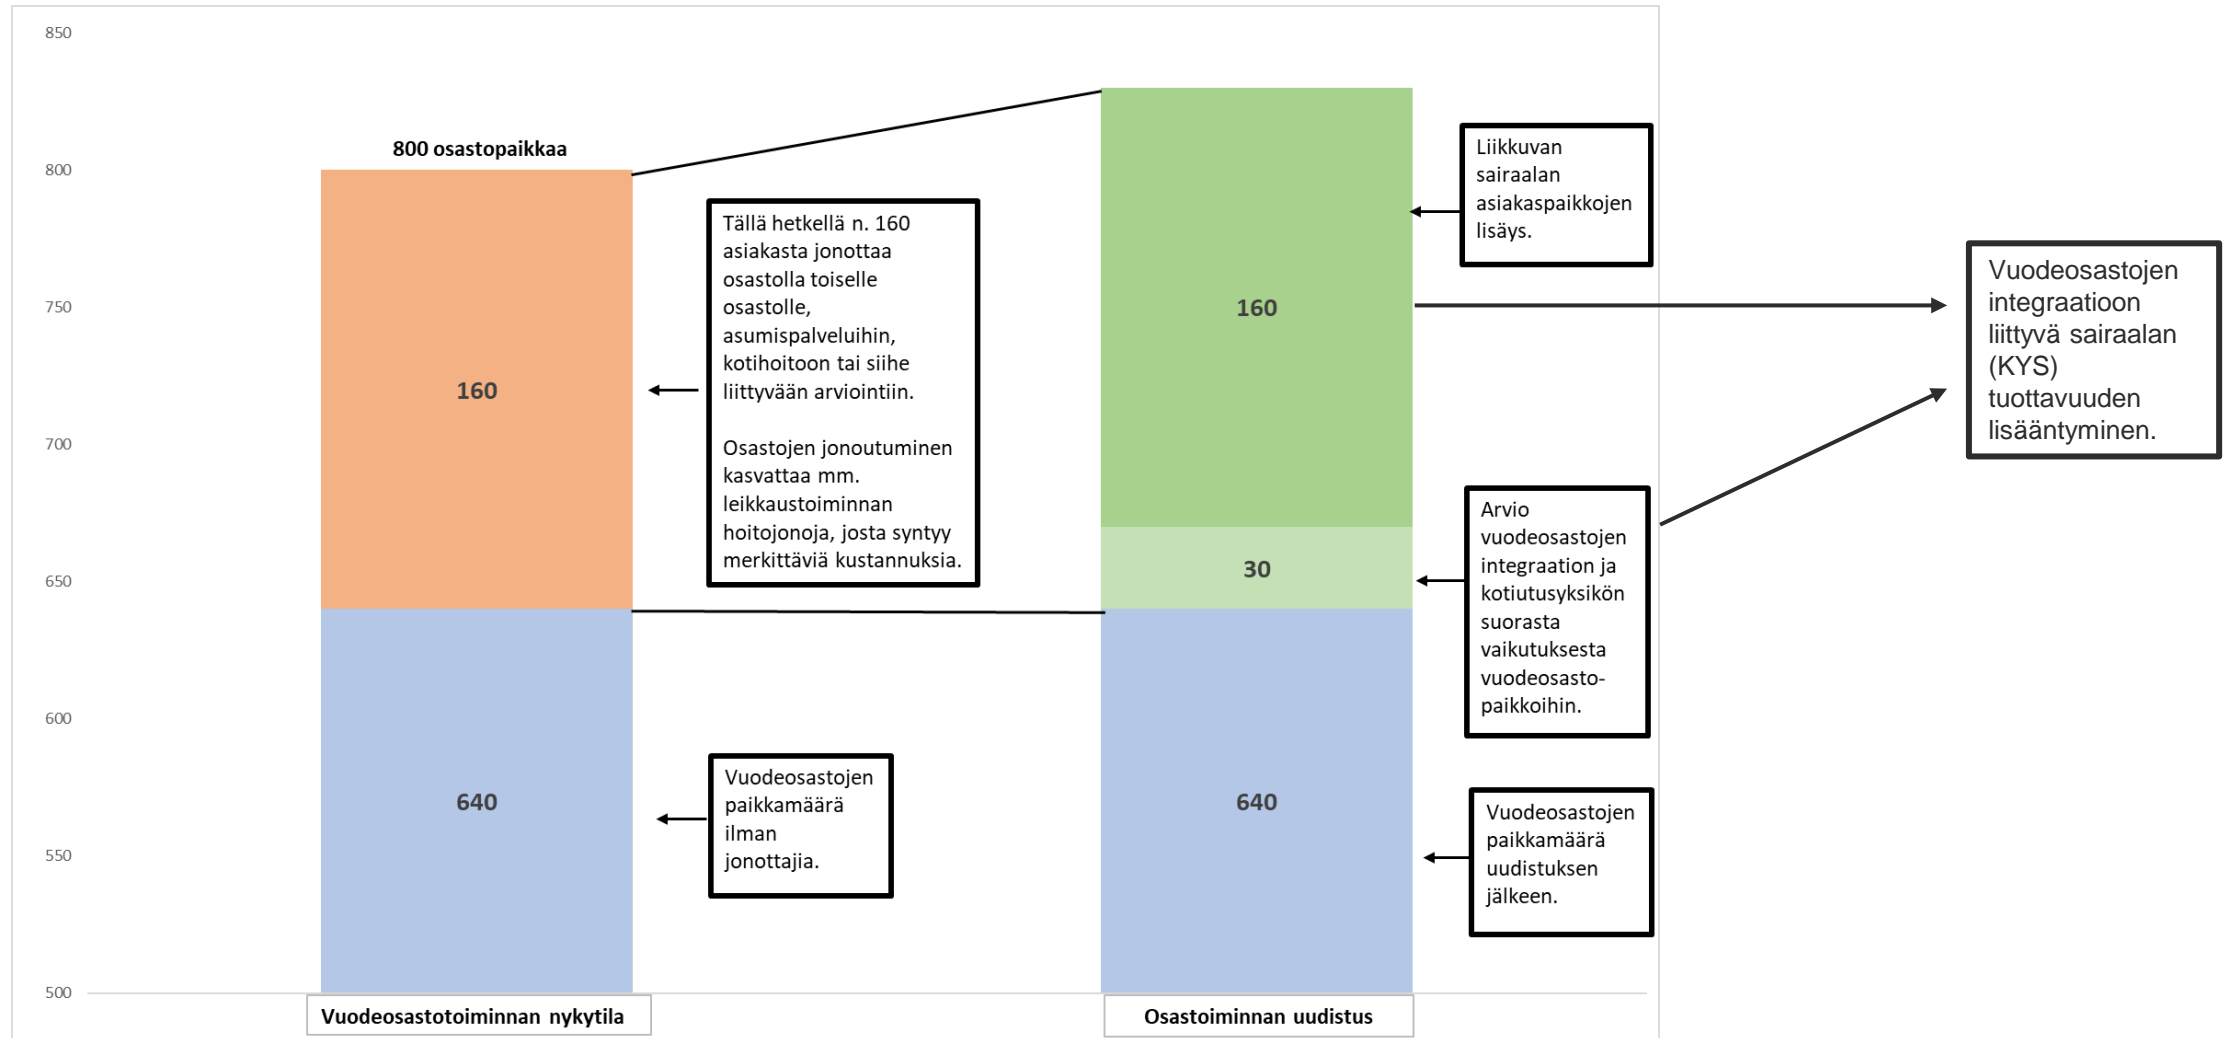 850
800
750
700
650
600
550
500
800 osastopaikkaa
160
640
Vuodeosastotoiminnan nykytila
Tällä hetkellä n. 160
asiakasta jonottaa
osastolla toiselle
osastolle,
asumispalveluihin,
kotihoitoon tai siihe
liittyvään arviointiin.
Osastojen jonoutuminen
kasvattaa mm.
leikkaustoiminnan
hoitojonoja, josta syntyy
merkittäviä kustannuksia.
Vuodeosastojen
paikkamäärä
ilman
jonottajia.
160
30
640
Osastoiminnan uudistus
Liikkuvan
sairaalan
asiakaspaikkojen
lisäys.
Arvio
vuodeosastojen
integraation ja
kotiutusyksikön
suorasta
vaikutuksesta
vuodeosasto-
paikkoihin.
Vuodeosastojen
paikkamäärä
uudistuksen
jälkeen.
Vuodeosastojen
integraatioon
liittyvä sairaalan
(KYS)
tuottavuuden
lisääntyminen.